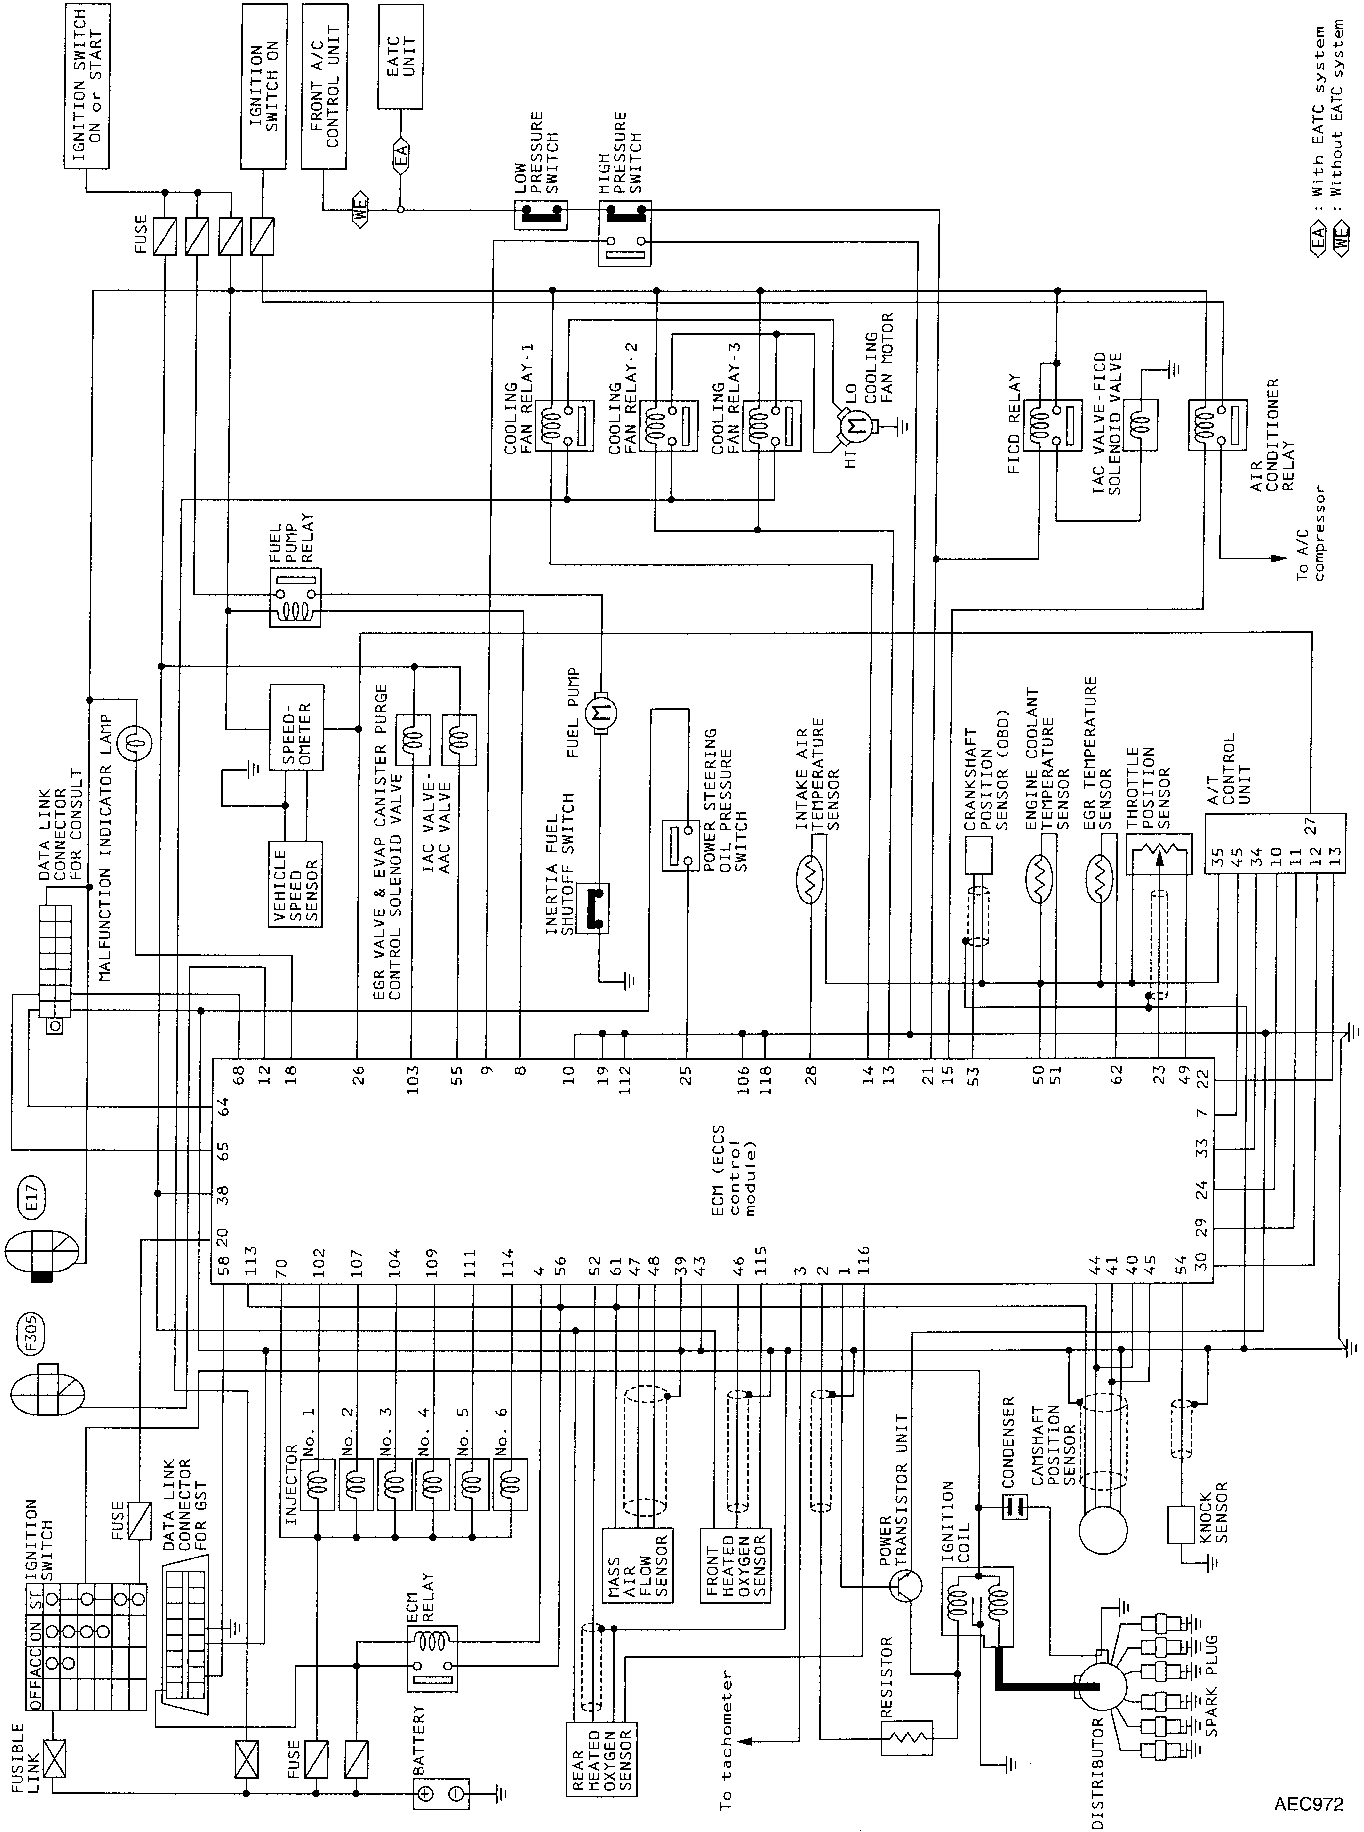 IGNITION SWITCH
ON or START
IGNITION
SWITCH ON
FRONT A/C
CONTROL UNIT
EATC
UNIT
FUSE
WE
EA
LOW
PRESSURE
SWITCH
HIGH
PRESSURE
SWITCH
EA : With EATC system
WE : Without EATC system
COOLING
FAN RELAY-1
COOLING
FAN RELAY-2
COOLING
FAN RELAY-3
M
LO
HI
COOLING
FAN MOTOR
FICD RELAY
IAC VALVE-FICD
SOLENOID VALVE
AIR
CONDITIONER
RELAY
To A/C
compressor
FUEL
PUMP
RELAY
DATA LINK
CONNECTOR
FOR CONSULT
MALFUNCTION INDICATOR LAMP
SPEED-
OMETER
VEHICLE
SPEED
SENSOR
EGR VALVE & EVAP CANISTER PURGE
CONTROL SOLENOID VALVE
IAC VALVE-
AAC VALVE
FUEL PUMP
M
INERTIA FUEL
SHUTOFF SWITCH
POWER STEERING
OIL PRESSURE
SWITCH
INTAKE AIR
TEMPERATURE
SENSOR
CRANKSHAFT
POSITION
SENSOR (OBD)
ENGINE COOLANT
TEMPERATURE
SENSOR
EGR TEMPERATURE
SENSOR
THROTTLE
POSITION
SENSOR
A/T
CONTROL
UNIT
27
35
45
34
10
11
12
13
68
12
18
26
103
55
9
8
10
19
112
25
106
118
28
14
13
21
15
53
50
51
62
23
49
22
7
33
24
29
30
64
65
38
20
ECM (ECCS
control
module)
58
113
70
102
107
104
109
111
114
4
56
52
61
47
48
39
43
46
115
3
2
1
116
44
41
40
45
54
E17
F305
IGNITION
SWITCH
OFF
ACC
ON
ST
FUSE
DATA LINK
CONNECTOR
FOR GST
INJECTOR
No. 1
No. 2
No. 3
No. 4
No. 5
No. 6
ECM
RELAY
MASS
AIR
FLOW
SENSOR
FRONT
HEATED
OXYGEN
SENSOR
POWER
TRANSISTOR UNIT
IGNITION
COIL
CONDENSER
CAMSHAFT
POSITION
SENSOR
KNOCK
SENSOR
FUSIBLE
LINK
FUSE
BATTERY
REAR
HEATED
OXYGEN
SENSOR
To tachometer
RESISTOR
DISTRIBUTOR
SPARK PLUG
AEC972